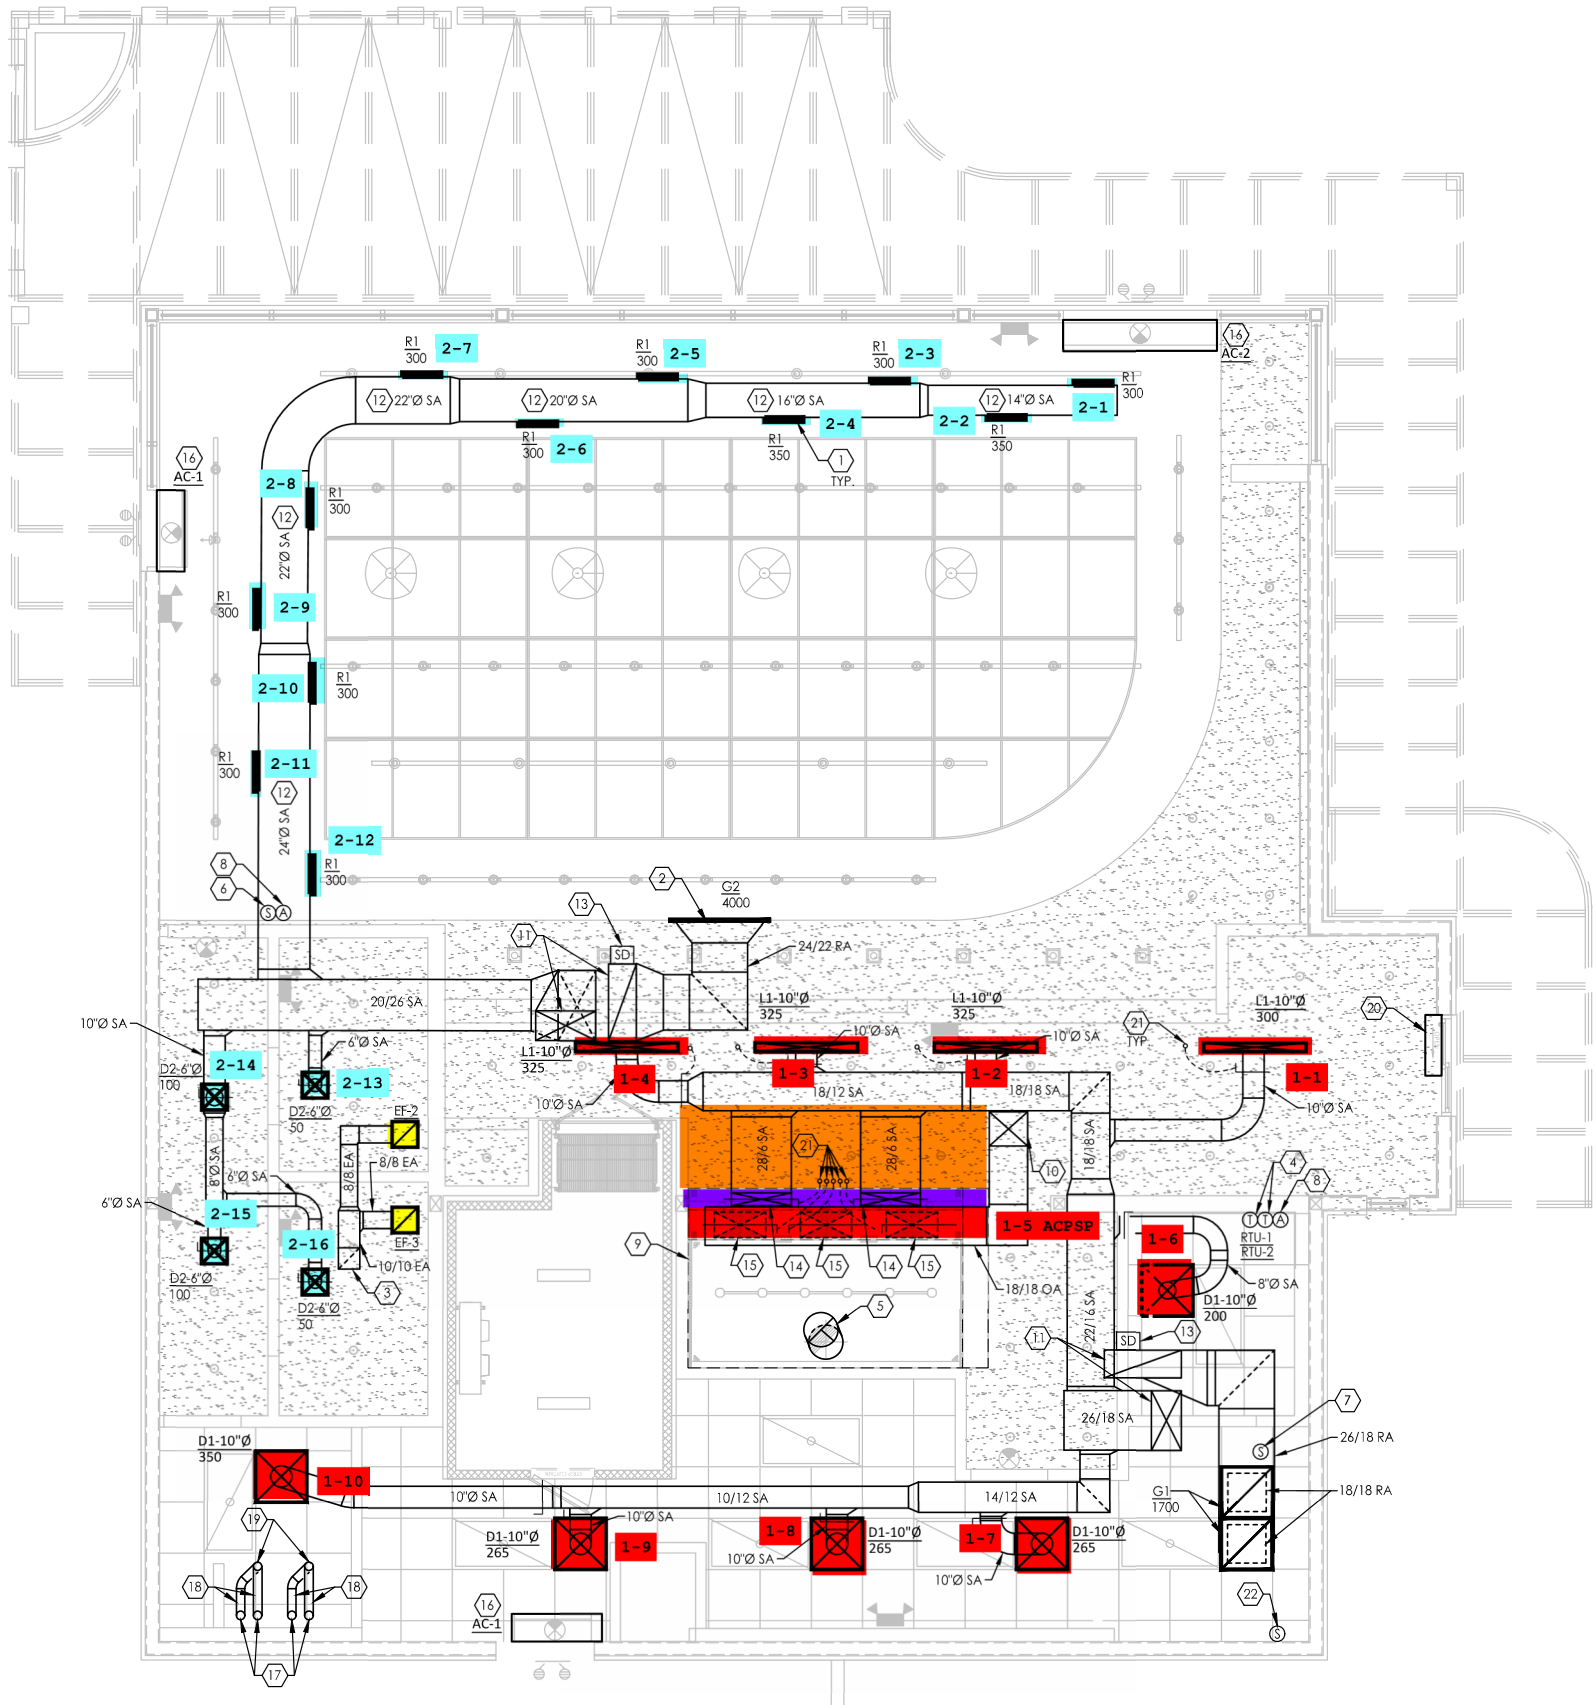 R1
300
2-7
R1
300
2-5
R1
300
2-3
R1
300
2-1
16
AC-2
12
22"Ø SA
12
20"Ø SA
12
16"Ø SA
12
14"Ø SA
R1
300
2-6
R1
350
2-4
2-2
R1
350
1
TYP.
16
AC-1
2-8
R1
300
12
22"Ø SA
R1
300
2-9
2-10
R1
300
R1
300
2-11
12
24"Ø SA
2-12
R1
300
8
6
S
A
2
G2
4000
13
SD
11
24/22 RA
20/26 SA
L1-10"Ø
325
L1-10"Ø
325
L1-10"Ø
300
20
10"Ø SA
6"Ø SA
L1-10"Ø
325
10"Ø SA
10"Ø SA
21
TYP.
D2-6"Ø
100
2-14
2-13
1-4
1-3
1-2
1-1
10"Ø SA
18/12 SA
18/18 SA
10"Ø SA
D2-6"Ø
50
EF-2
8"Ø SA
8/8 EA
8/8 EA
28/6 SA
21
28/6 SA
10
18/18 SA
4
8
6"Ø SA
6"Ø SA
2-15
2-16
EF-3
10/10 EA
3
D2-6"Ø
100
D2-6"Ø
50
1-5 ACPSP
9
15
14
15
14
15
18/18 OA
5
1-6
T
T
A
RTU-1
RTU-2
8"Ø SA
D1-10"Ø
200
22/16 SA
11
SD
13
26/18 SA
7
S
26/18 RA
D1-10"Ø
350
1-10
10"Ø SA
10/12 SA
14/12 SA
G1
1700
18/18 RA
19
D1-10"Ø
265
10"Ø SA
1-9
1-8
D1-10"Ø
265
10"Ø SA
1-7
D1-10"Ø
265
10"Ø SA
18
18
16
AC-1
22
S
17